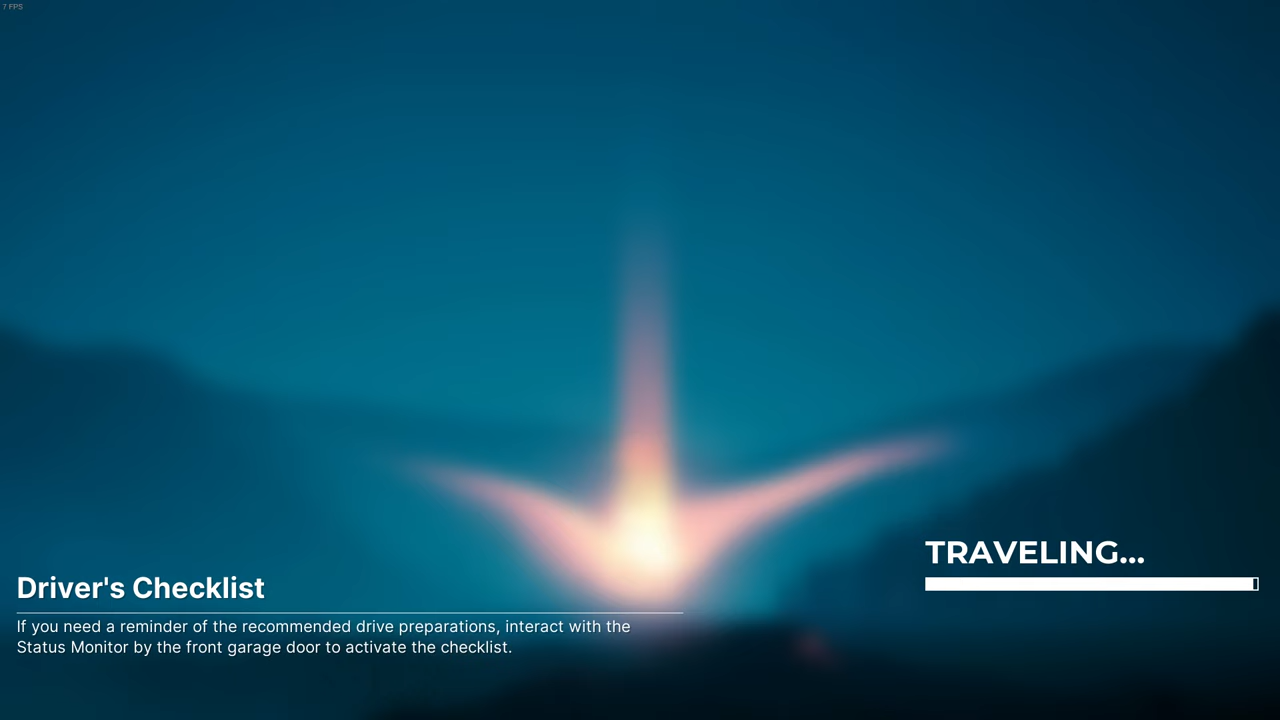 7 FPS
TRAVELING...
Driver's Checklist
If you need a reminder of the recommended drive preparations, interact with the
Status Monitor by the front garage door to activate the checklist.